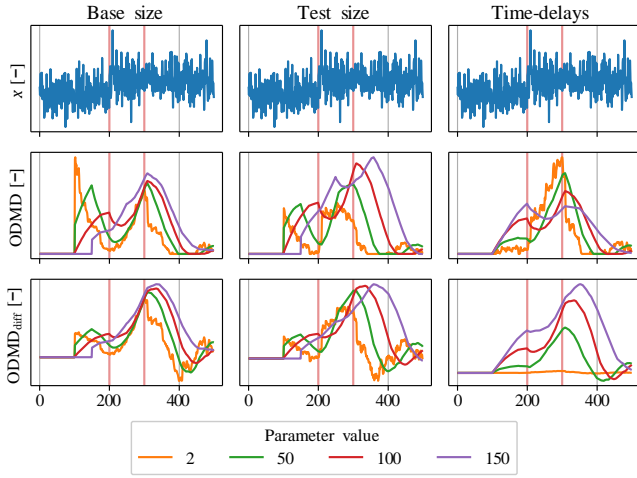 Base size Test size Time-delays
x [−]
ODMD [−]
ODMD_diff [−]
0 200 400 0 200 400 0 200 400
Parameter value
2 50 100 150